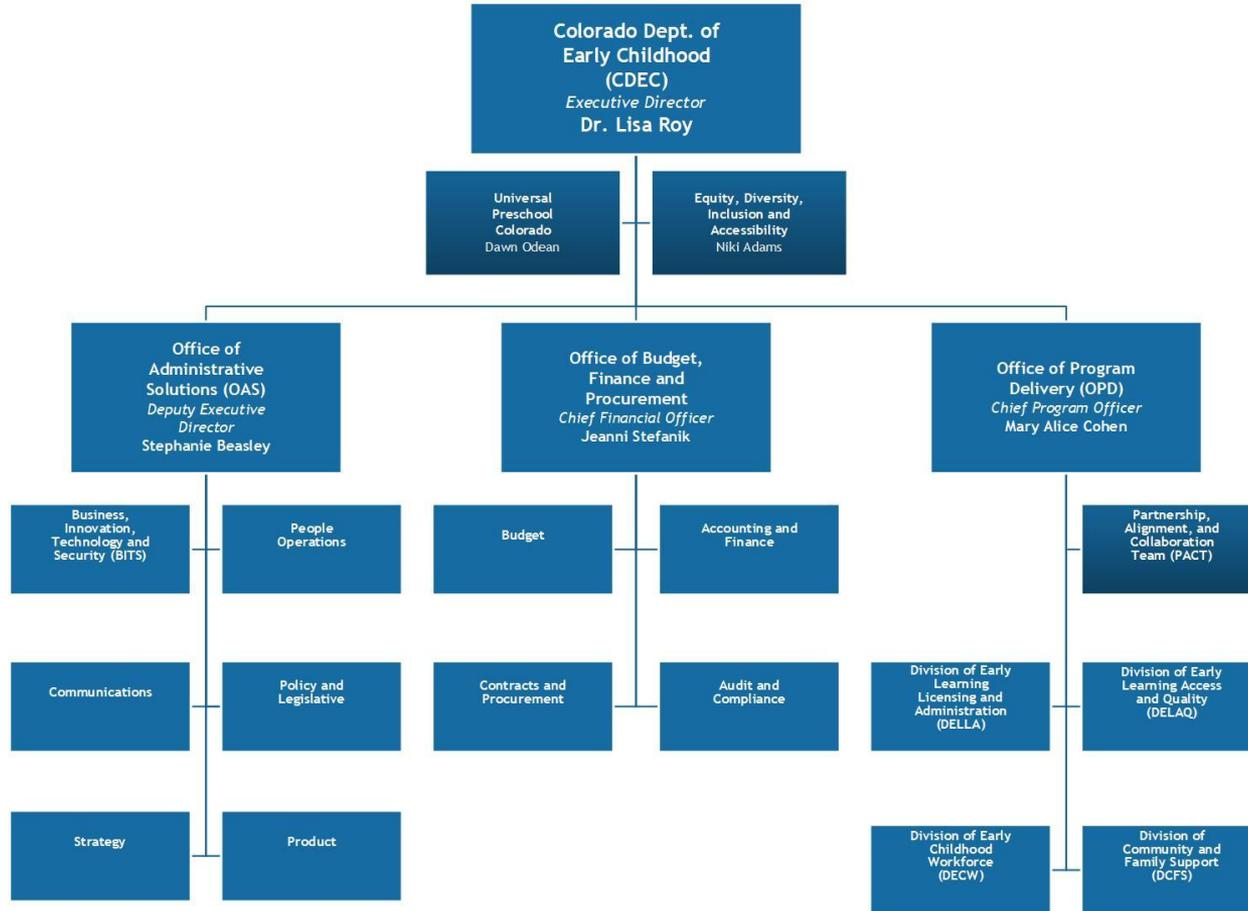 Colorado Dept. of
Early Childhood
(CDEC)
Executive Director
Dr. Lisa Roy
Universal
Preschool
Colorado
Dawn Odean
Equity, Diversity,
Inclusion and
Accessibility
Niki Adams
Office of
Administrative
Solutions (OAS)
Deputy Executive
Director
Stephanie Beasley
Office of Budget,
Finance and
Procurement
Chief Financial Officer
Jeanni Stefanik
Office of Program
Delivery (OPD)
Chief Program Officer
Mary Alice Cohen
Business,
Innovation,
Technology and
Security (BITS)
People
Operations
Budget
Accounting and
Finance
Partnership,
Alignment, and
Collaboration
Team (PACT)
Communications
Policy and
Legislative
Contracts and
Procurement
Audit and
Compliance
Division of Early
Learning
Licensing and
Administration
(DELLA)
Division of Early
Learning Access
and Quality
(DELAQ)
Strategy
Product
Division of Early
Childhood
Workforce
(DECW)
Division of
Community and
Family Support
(DCFS)